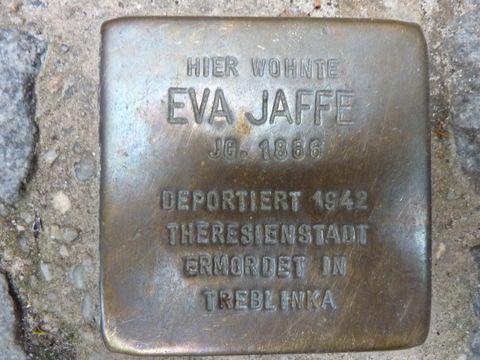 HIER WOHNTE
EVA JAFFE
JG. 1866
DEPORTIERT 1942
THERESIENSTADT
ERMORDET IN
TREBLINKA